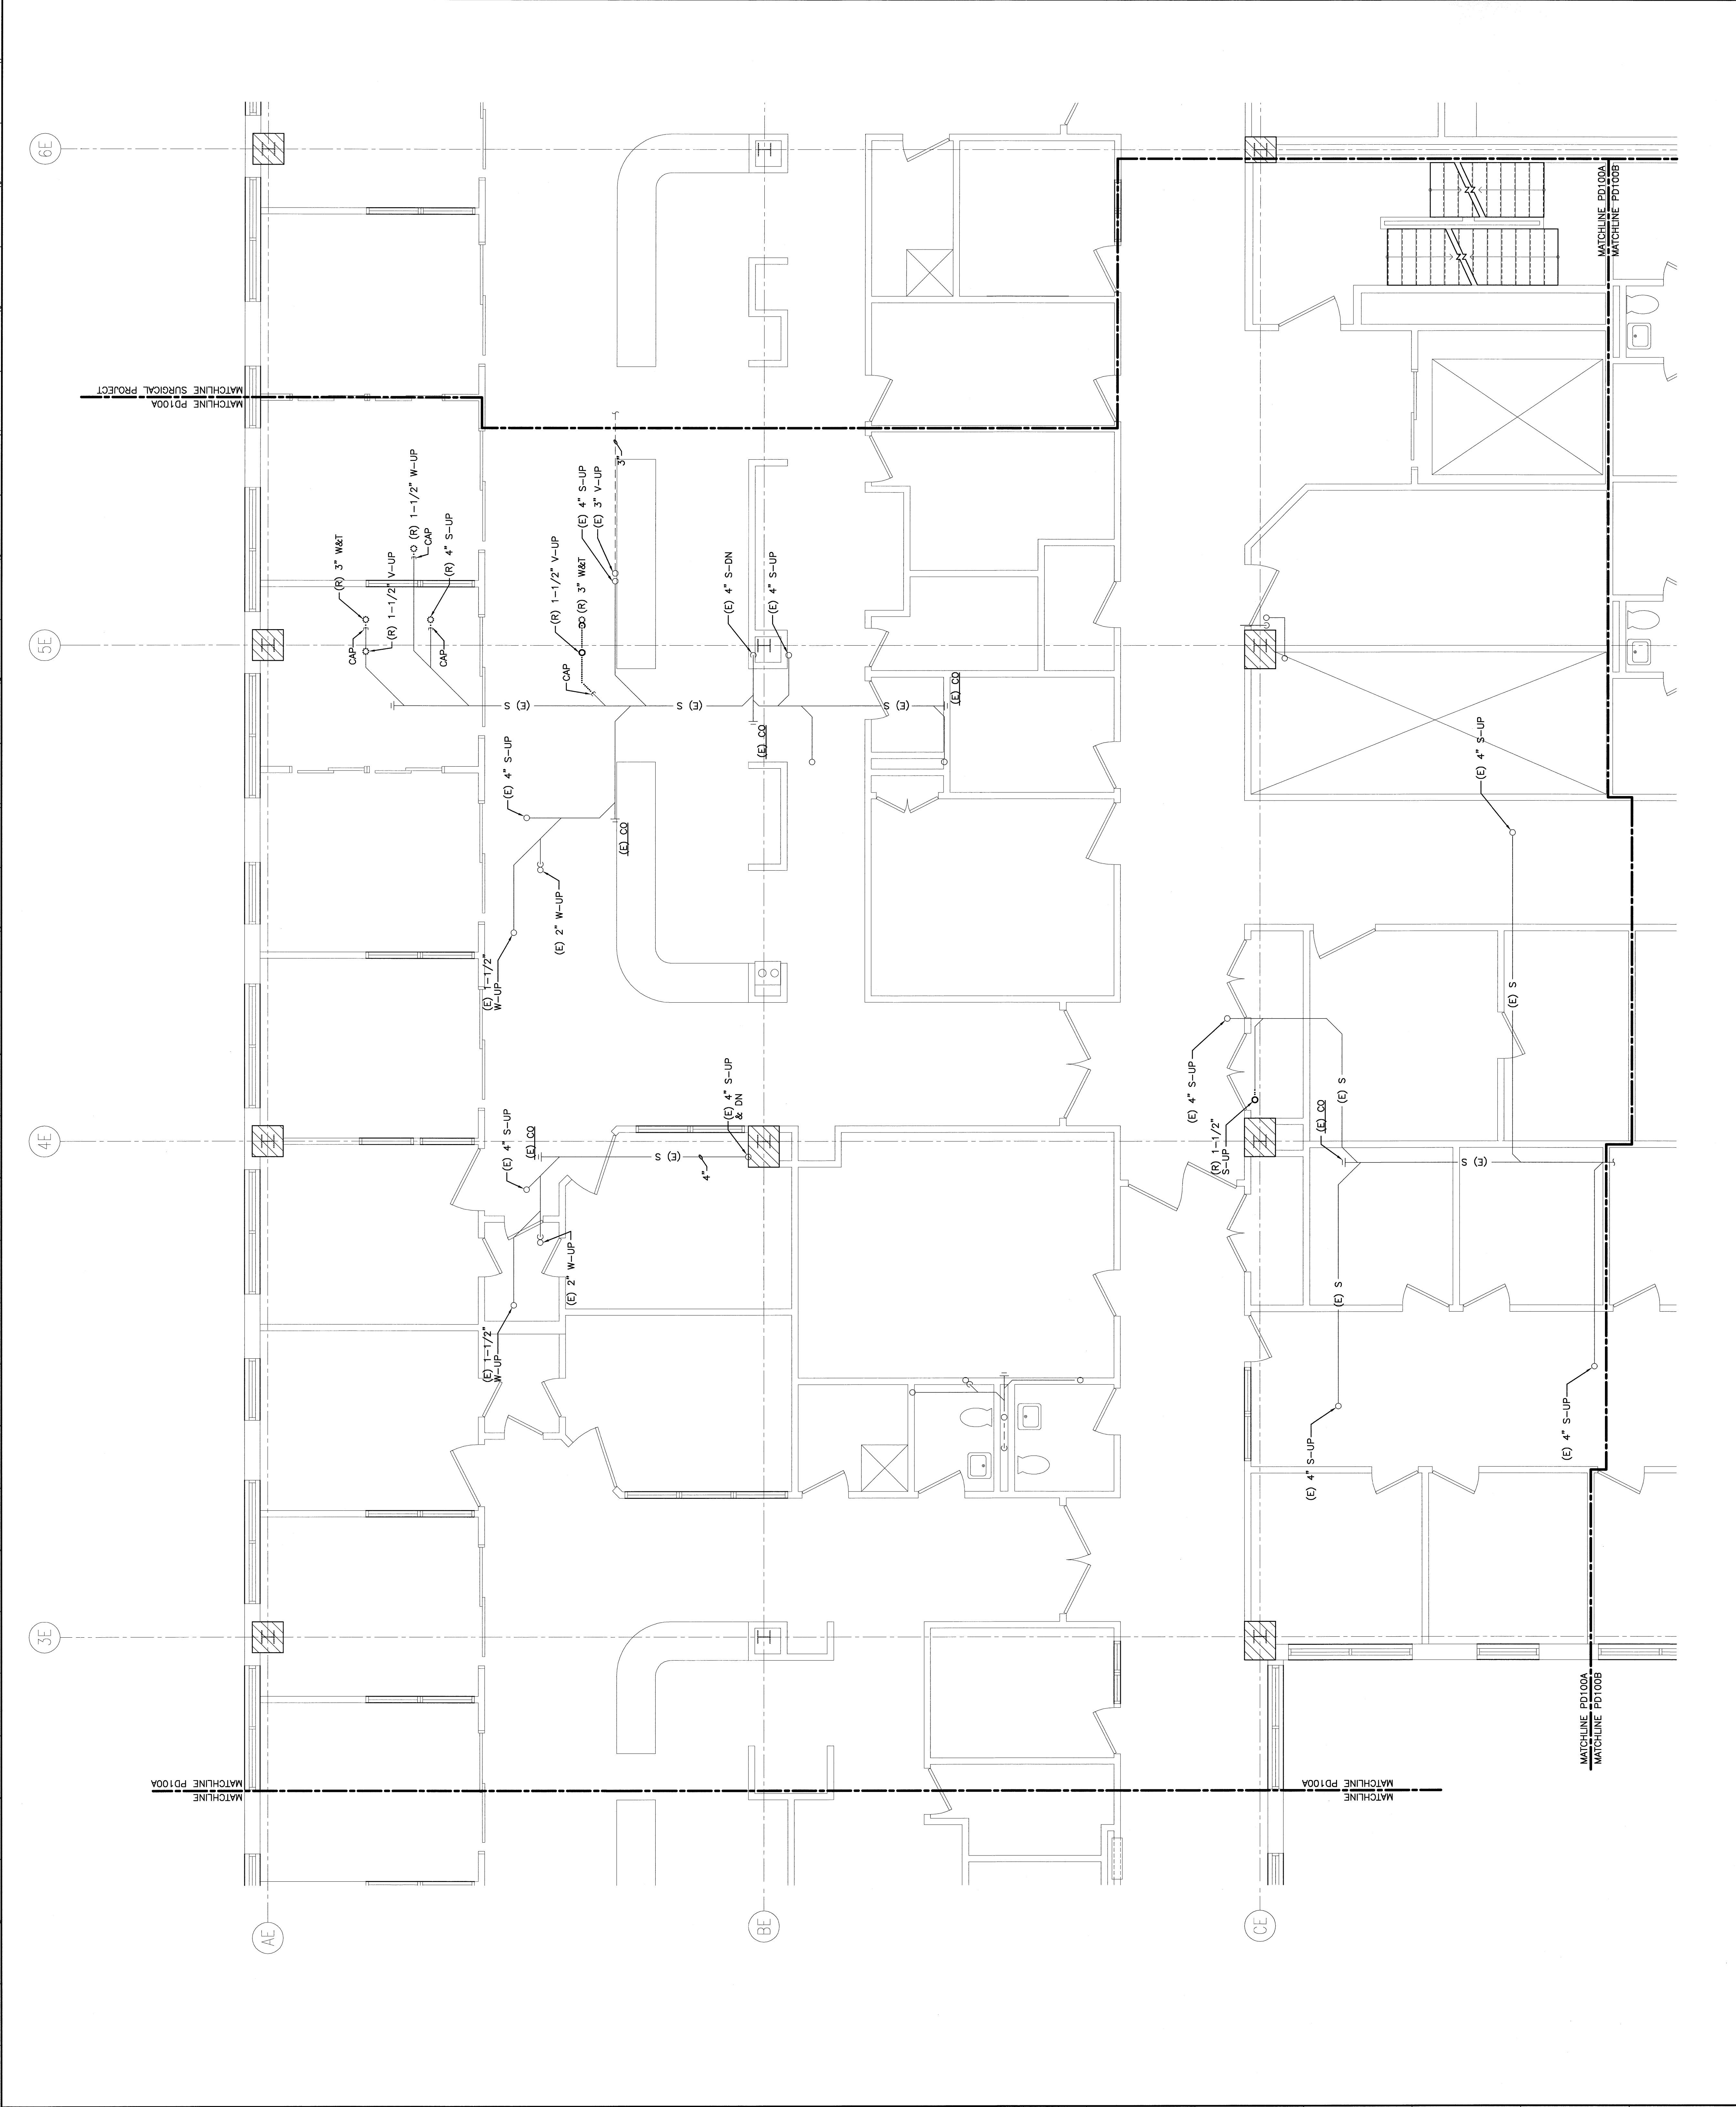 6E
5E
4E
3E
AE
BE
CE
MATCHLINE SURGICAL PROJECT
MATCHLINE PD100A
MATCHLINE PD100A
MATCHLINE PD100B
(R) 3" W&T
CAP
(R) 1-1/2" V-UP
(R) 1-1/2" W-UP
CAP
(R) 4" S-UP
CAP
(R) 1-1/2" V-UP
(R) 3" W&T
CAP
(E) 4" S-UP
(E) 3" V-UP
3"
(E) S
(E) S
(E) S
(E) 4" S-DN
(E) 4" S-UP
(E) CO
(E) CO
(E) 4" S-UP
(E) CO
(E) 2" W-UP
(E) 1-1/2"
W-UP
(E) 4" S-UP
(E) CO
(E) S
4"
(E) 4" S-UP
& DN
(E) 2" W-UP
(E) 1-1/2"
W-UP
(E) 4" S-UP
(E) S
(E) 4" S-UP
(R) 1-1/2"
S-UP
(E) CO
(E) S
(E) S
(E) S
(E) 4" S-UP
(E) 4" S-UP
MATCHLINE PD100A
MATCHLINE PD100B
MATCHLINE PD100A
MATCHLINE
MATCHLINE PD100A
MATCHLINE